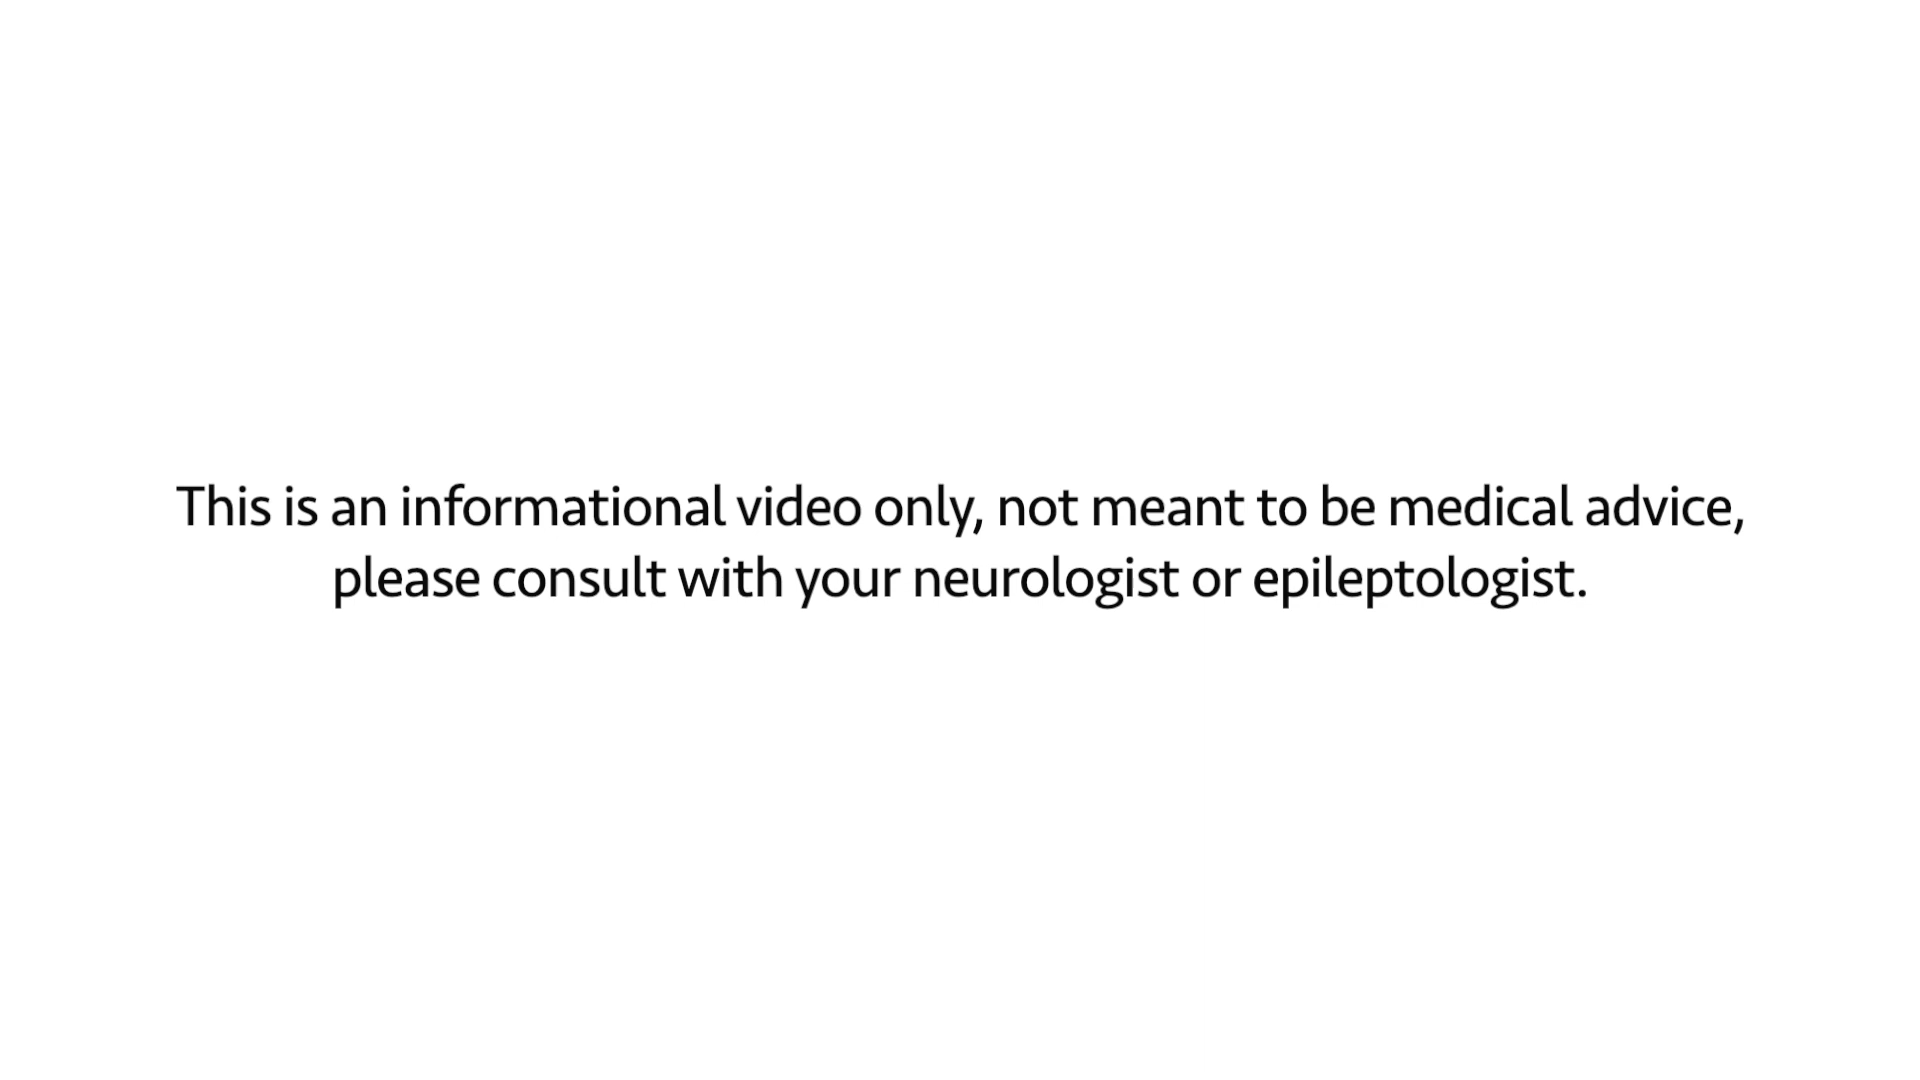 This is an informational video only, not meant to be medical advice,
please consult with your neurologist or epileptologist.